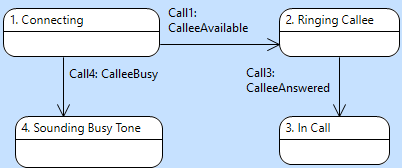 1. Connecting
Call1:
CalleeAvailable
2. Ringing Callee
Call4: CalleeBusy
Call3:
CalleeAnswered
4. Sounding Busy Tone
3. In Call